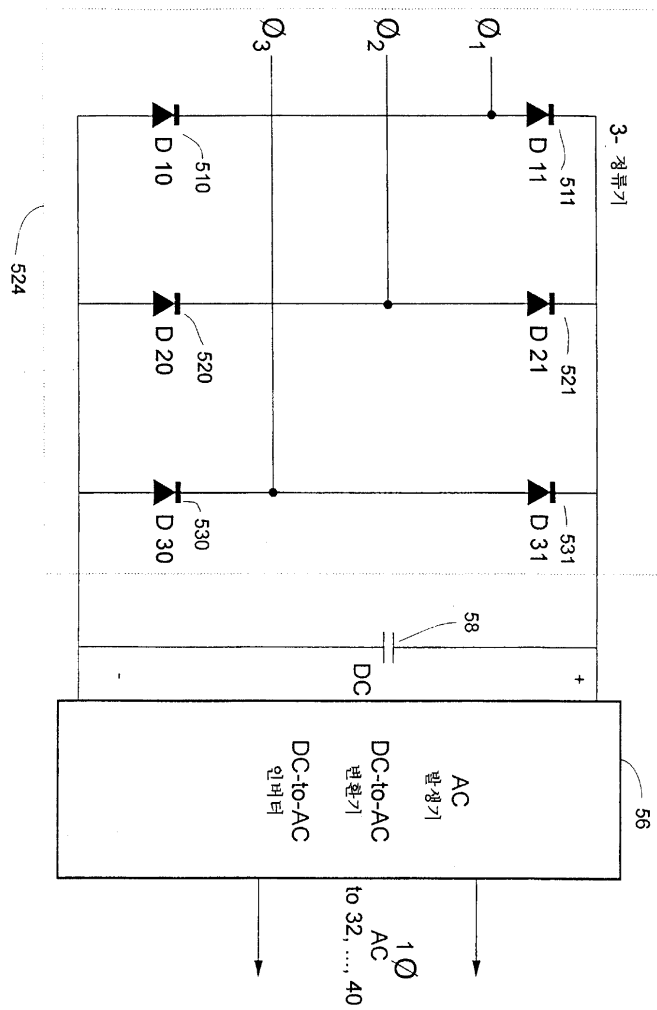 3- 정류기
Ø1
Ø2
Ø3
511
D 11
521
D 21
531
D 31
510
D 10
520
D 20
530
D 30
524
58
+
DC
-
56
AC
발생기
DC-to-AC
변환기
DC-to-AC
인버터
1Ø
AC
to 32, ..., 40